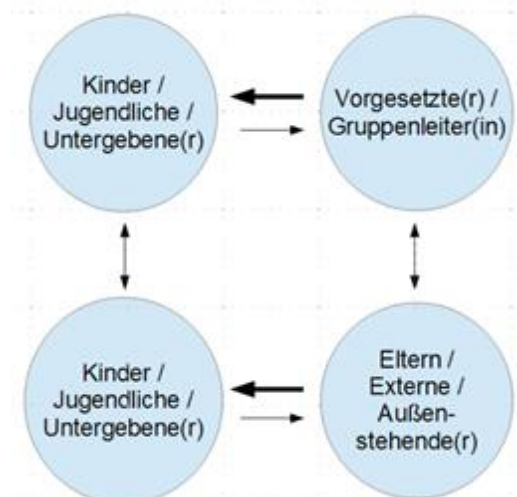 Kinder /
Jugendliche /
Untergebene(r)
Vorgesetzte(r) /
Gruppenleiter(in)
Kinder /
Jugendliche /
Untergebene(r)
Eltern /
Externe /
Außen-
stehende(r)